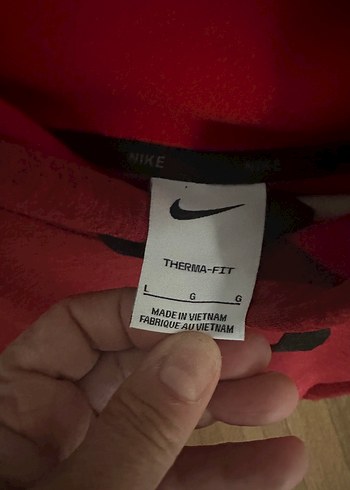 NIKE NIKE
THERMA-FIT
L G G
MADE IN VIETNAM
FABRIQUE AU VIETNAM